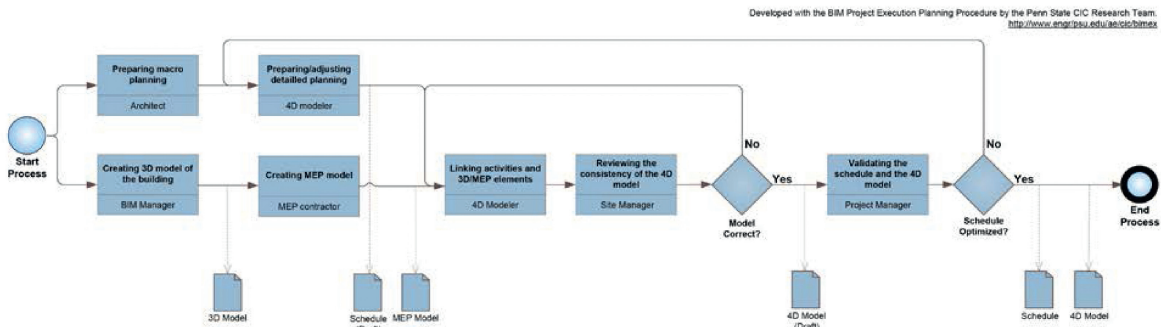 Developed with the BIM Project Execution Planning Procedure by the Penn State CIC Research Team.
http://www.engr/psu.edu/ae/cic/bimex
Preparing macro
planning
Architect
Preparing/adjusting
detailled planning
4D modeler
Start
Process
Creating 3D model of
the building
BIM Manager
Creating MEP model
MEP contractor
Linking activities and
3D/MEP elements
4D Modeler
Reviewing the
consistency of the 4D
model
Site Manager
No
Yes
Model
Correct?
Validating the
schedule and the 4D
model
Project Manager
No
Yes
Schedule
Optimized?
End
Process
3D Model
Schedule
MEP Model
4D Model
(Draft)
Schedule
4D Model